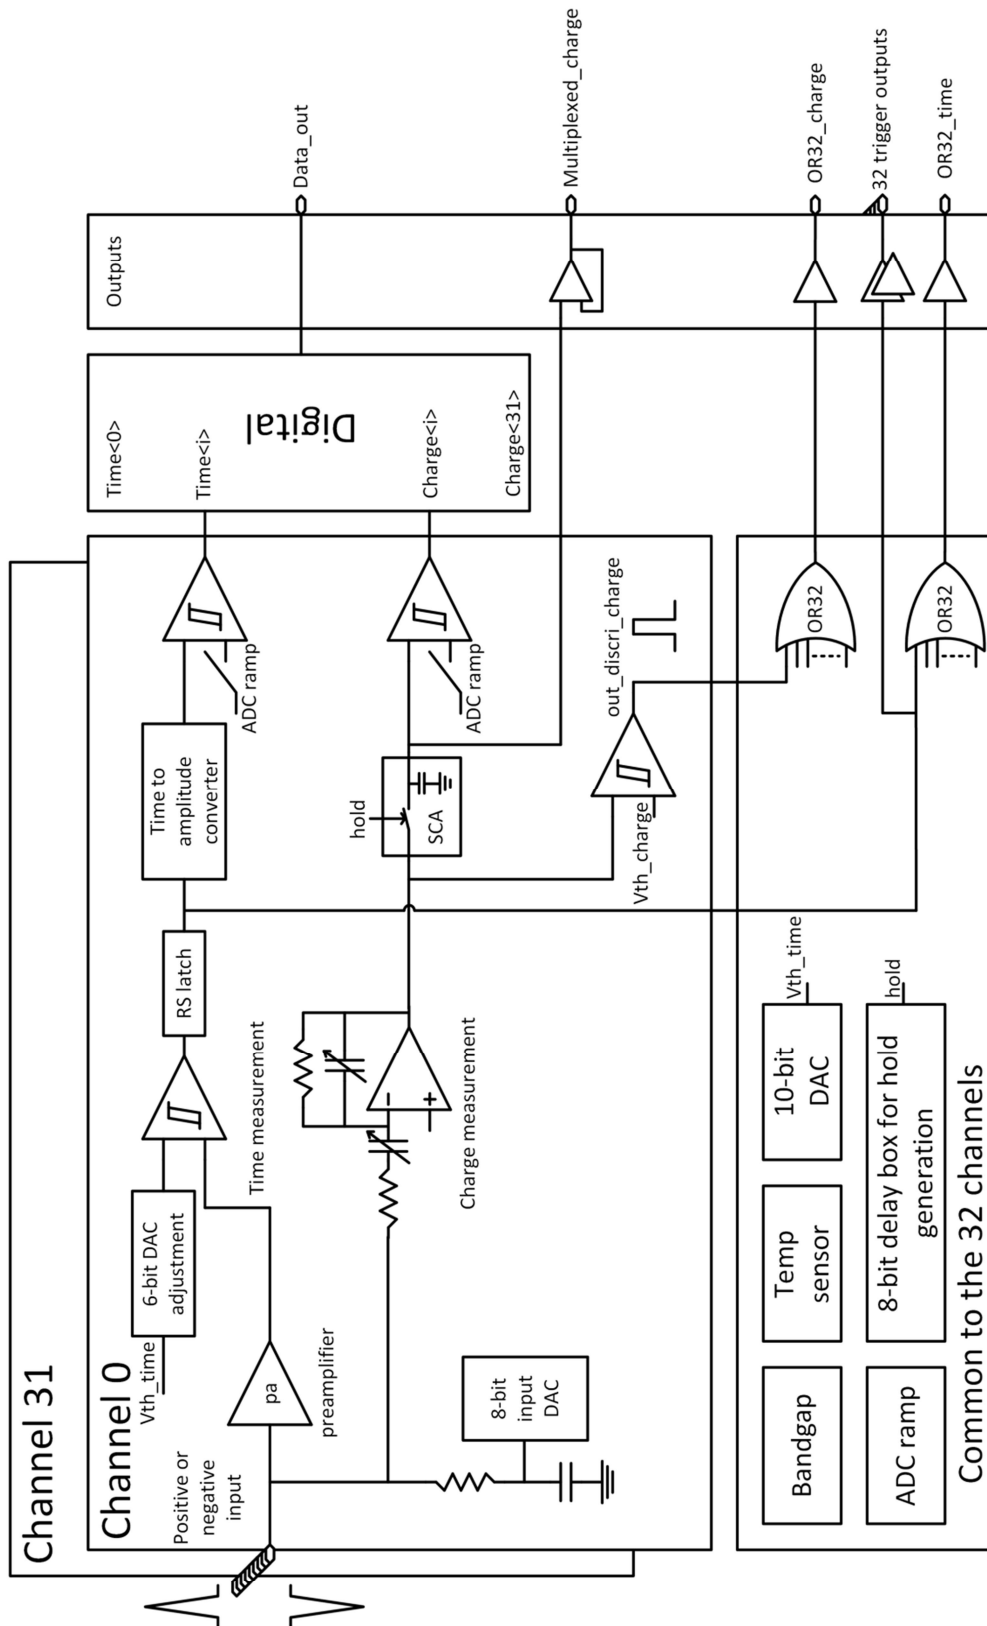 Channel 31
Channel 0
Positive or
negative
input
Vth_time
6-bit DAC
adjustment
pa
preamplifier
RS latch
Time measurement
Time to
amplitude
converter
ADC ramp
8-bit
input
DAC
-
+
Charge measurement
hold
SCA
ADC ramp
Vth_charge
out_discri_charge
Time<0>
Time<i>
Digital
Charge<i>
Charge<31>
Outputs
Data_out
Multiplexed_charge
OR32_charge
32 trigger outputs
OR32_time
Bandgap
Temp
sensor
10-bit
DAC
Vth_time
ADC ramp
8-bit delay box for hold
generation
hold
OR32
OR32
Common to the 32 channels